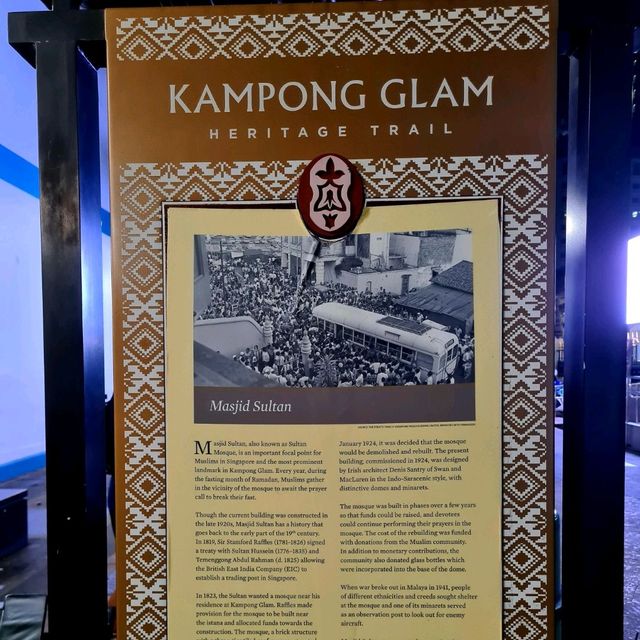 KAMPONG GLAM
HERITAGE TRAIL
Masjid Sultan
Masjid Sultan, also known as Sultan
Mosque, is an important focal point for
Muslims in Singapore and the most prominent
landmark in Kampong Glam. Every year, during
the fasting month of Ramadan, Muslims gather
in the vicinity of the mosque to await the prayer
call to break their fast.
Though the current building was constructed in
the late 1920s, Masjid Sultan has a history that
goes back to the early part of the 19th century.
In 1819, Sir Stamford Raffles (1781–1826) signed
a treaty with Sultan Hussein (1776–1835) and
Temenggong Abdul Rahman (d. 1825) allowing
the British East India Company (EIC) to
establish a trading post in Singapore.
In 1823, the Sultan wanted a mosque near his
residence at Kampong Glam. Raffles made
provision for the mosque to be built near
the istana and allocated funds towards the
construction. The mosque, a brick structure
January 1924, it was decided that the mosque
would be demolished and rebuilt. The present
building, commissioned in 1924, was designed
by Irish architect Denis Santry of Swan and
MacLaren in the Indo-Saracenic style, with
distinctive domes and minarets.
The mosque was built in phases over a few years
so that funds could be raised, and devotees
could continue performing their prayers in the
mosque. The cost of the rebuilding was funded
with donations from the Muslim community.
In addition to monetary contributions, the
community also donated glass bottles which
were incorporated into the base of the dome.
When war broke out in Malaya in 1941, people
of different ethnicities and creeds sought shelter
at the mosque and one of its minarets served
as an observation post to look out for enemy
aircraft.